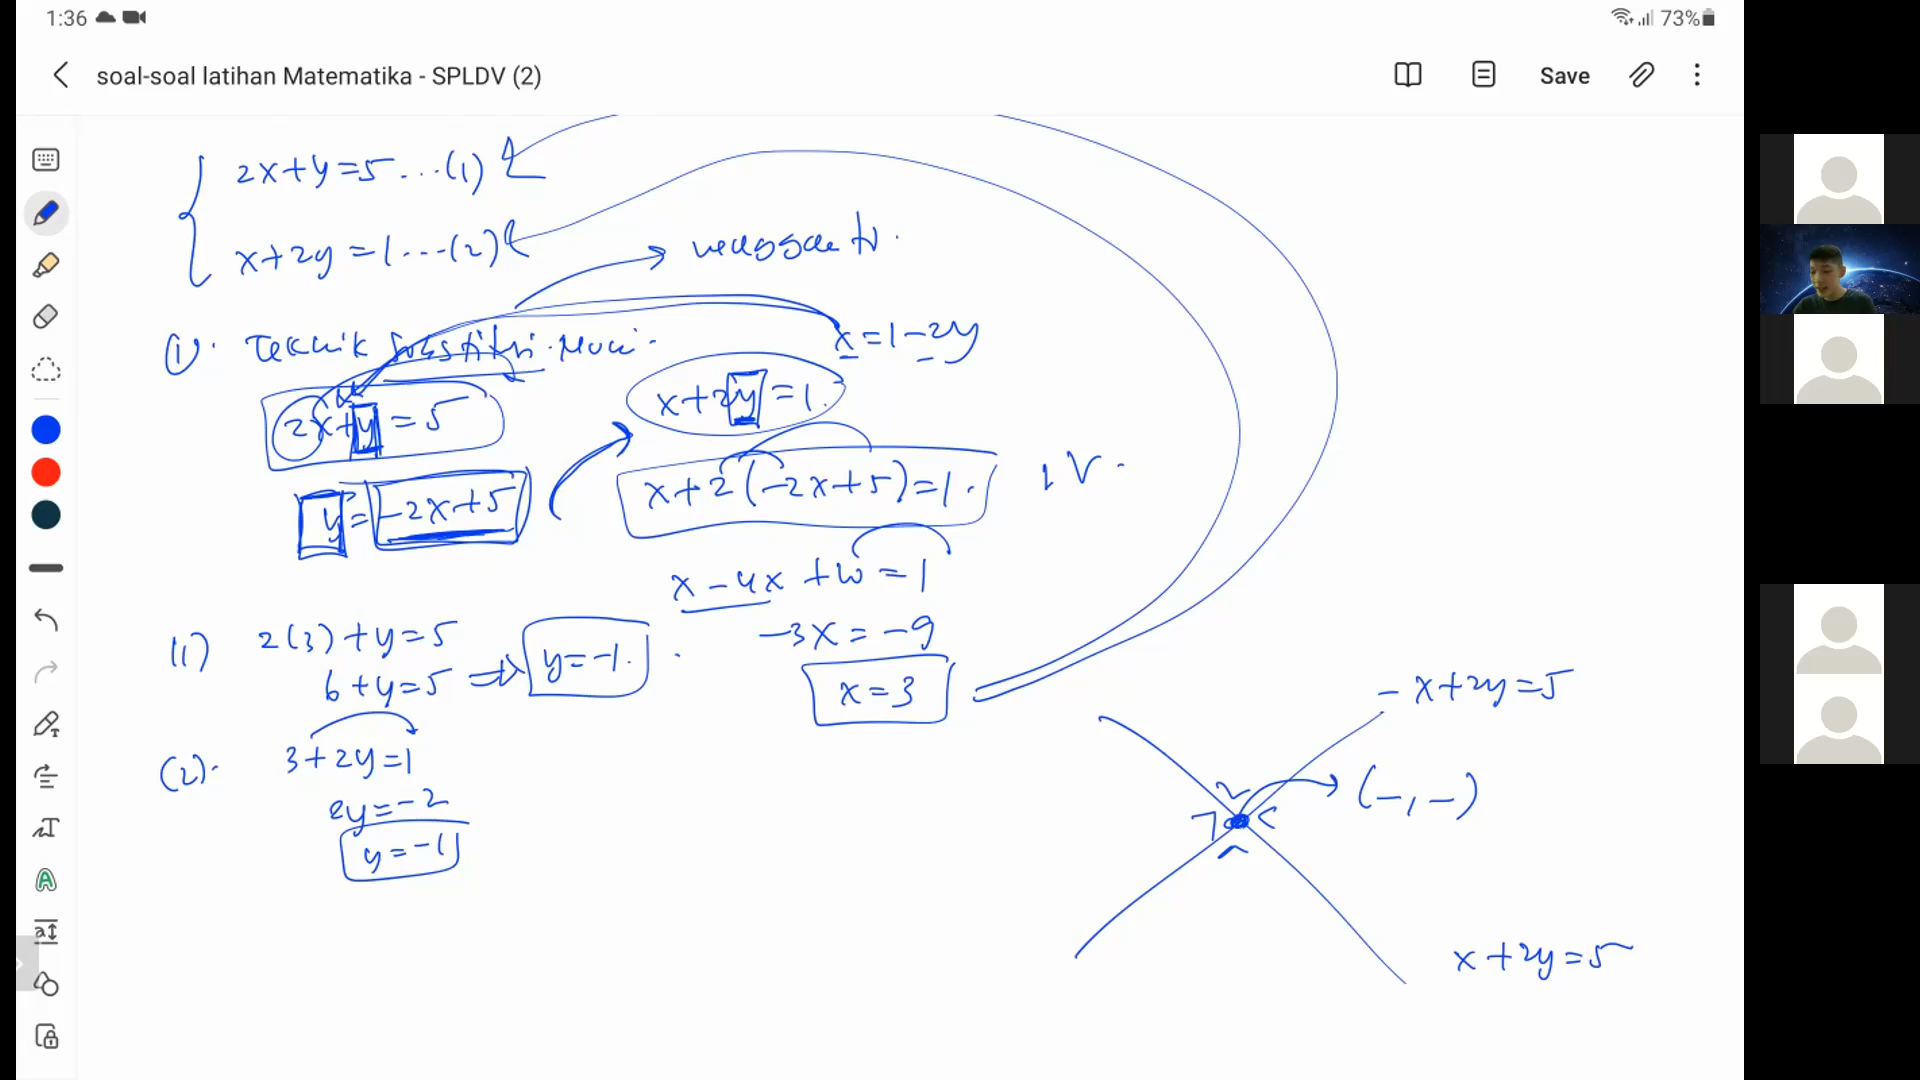 1:36
73%
soal-soal latihan Matematika - SPLDV (2)
Save
2x+y=5...(1)
x+2y=1...(2)
(1). Teknik Substitusi Murni.
x=1-2y
2x+y=5
x+2y=1.
y=-2x+5
x+2(-2x+5)=1.
1V.
x-4x+10=1
-3x=-9
x=3
(1) 2(3)+y=5
6+y=5 ⇒ y=-1.
(2). 3+2y=1
2y=-2
y=-1
-x+2y=5
(-,-)
x+2y=5